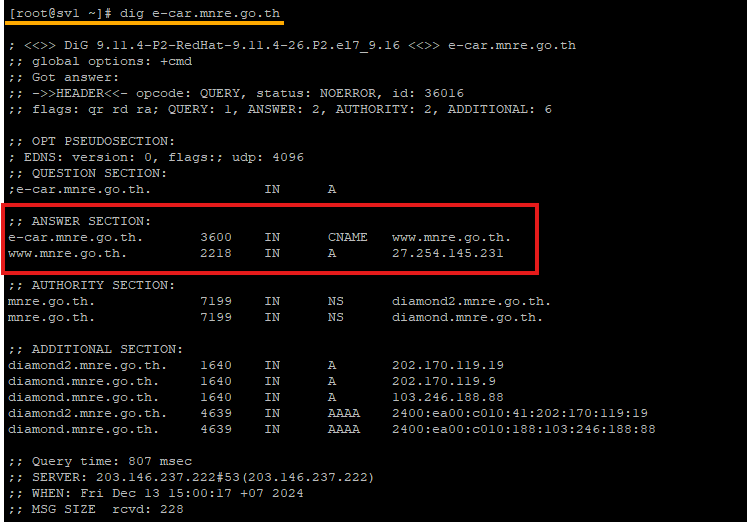 [root@sv1 ~]# dig e-car.mnre.go.th
; <<>> DiG 9.11.4-P2-RedHat-9.11.4-26.P2.el7_9.16 <<>> e-car.mnre.go.th
;; global options: +cmd
;; Got answer:
;; ->>HEADER<<- opcode: QUERY, status: NOERROR, id: 36016
;; flags: qr rd ra; QUERY: 1, ANSWER: 2, AUTHORITY: 2, ADDITIONAL: 6
;; OPT PSEUDOSECTION:
; EDNS: version: 0, flags:; udp: 4096
;; QUESTION SECTION:
;e-car.mnre.go.th. IN A
;; ANSWER SECTION:
e-car.mnre.go.th. 3600 IN CNAME www.mnre.go.th.
www.mnre.go.th. 2218 IN A 27.254.145.231
;; AUTHORITY SECTION:
mnre.go.th. 7199 IN NS diamond2.mnre.go.th.
mnre.go.th. 7199 IN NS diamond.mnre.go.th.
;; ADDITIONAL SECTION:
diamond2.mnre.go.th. 1640 IN A 202.170.119.19
diamond.mnre.go.th. 1640 IN A 202.170.119.9
diamond.mnre.go.th. 1640 IN A 103.246.188.88
diamond2.mnre.go.th. 4639 IN AAAA 2400:ea00:c010:41:202:170:119:19
diamond.mnre.go.th. 4639 IN AAAA 2400:ea00:c010:188:103:246:188:88
;; Query time: 807 msec
;; SERVER: 203.146.237.222#53(203.146.237.222)
;; WHEN: Fri Dec 13 15:00:17 +07 2024
;; MSG SIZE rcvd: 228